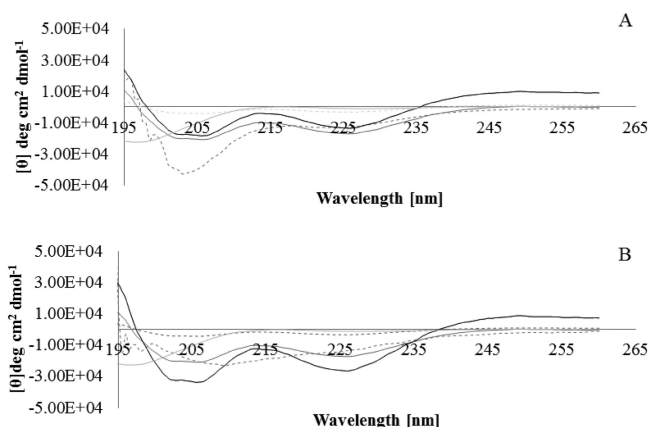 A
5.00E+04
3.00E+04
1.00E+04
-1.00E+04
-3.00E+04
-5.00E+04
195 205 215 225 235 245 255 265
[θ] deg cm² dmol⁻¹
Wavelength [nm]
B
5.00E+04
3.00E+04
1.00E+04
-1.00E+04
-3.00E+04
-5.00E+04
195 205 215 225 235 245 255 265
[θ]deg cm² dmol⁻¹
Wavelength [nm]